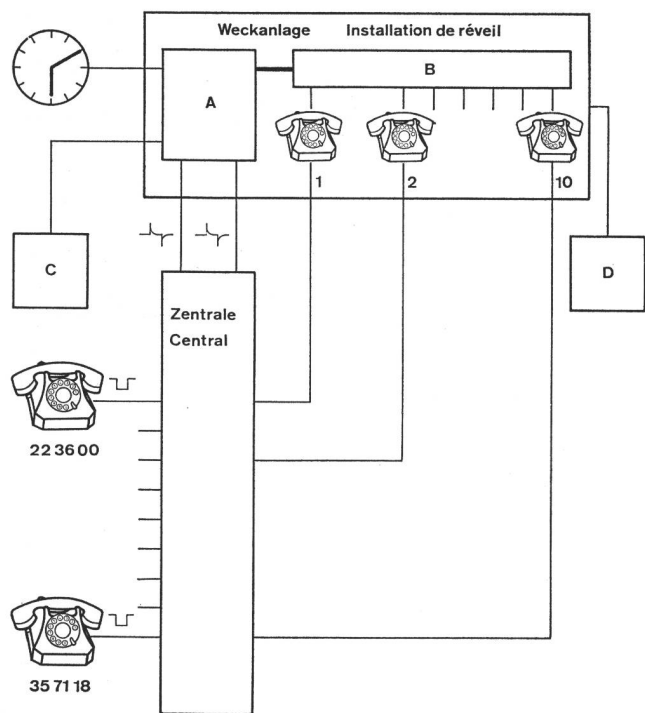 Weckanlage Installation de réveil
B
A
1 2 10
C
D
Zentrale
Central
22 36 00
35 71 18